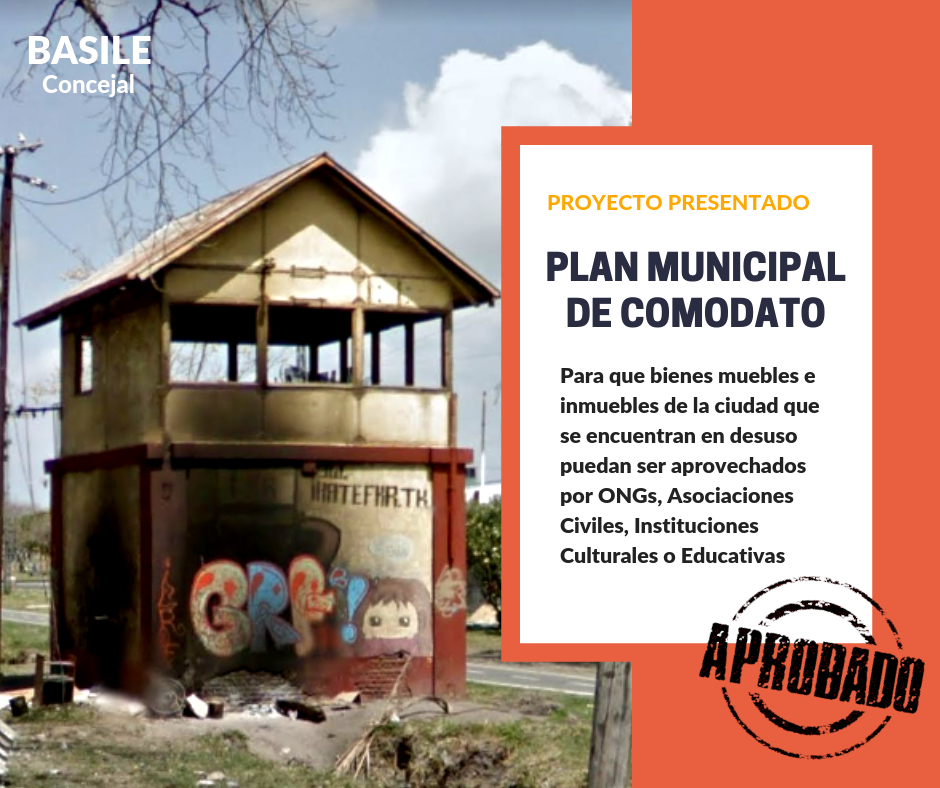 BASILE
Concejal
PROYECTO PRESENTADO
PLAN MUNICIPAL
DE COMODATO
Para que bienes muebles e
inmuebles de la ciudad que
se encuentran en desuso
puedan ser aprovechados
por ONGs, Asociaciones
Civiles, Instituciones
Culturales o Educativas
APROBADO